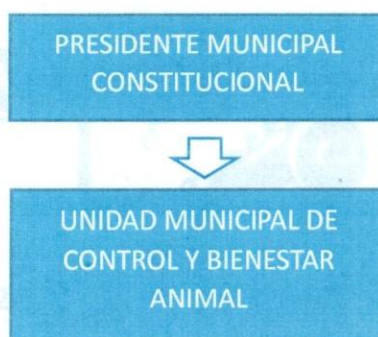 PRESIDENTE MUNICIPAL
CONSTITUCIONAL
UNIDAD MUNICIPAL DE
CONTROL Y BIENESTAR
ANIMAL